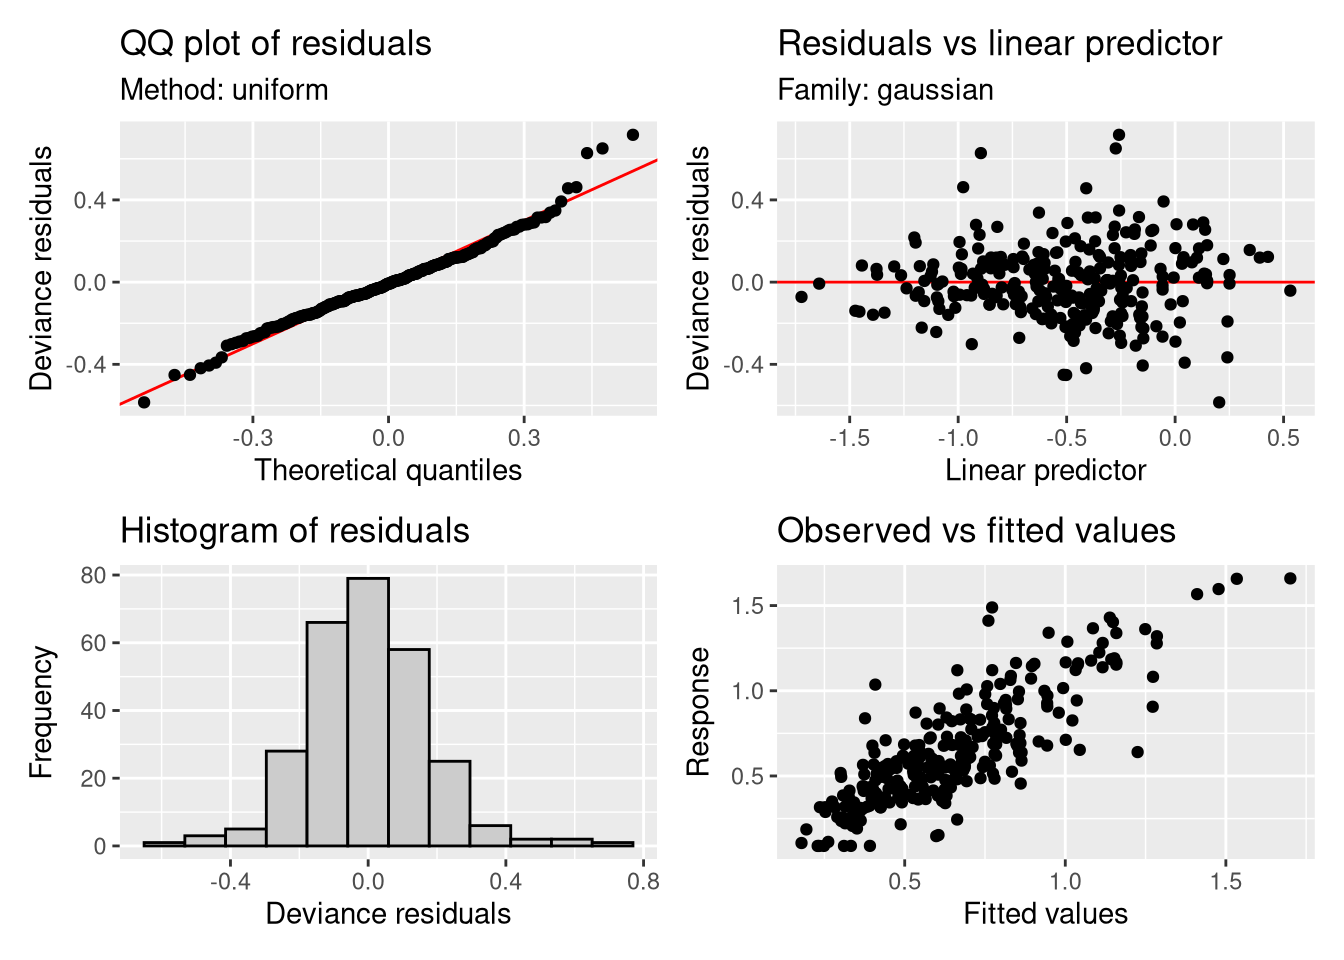 QQ plot of residuals
Method: uniform
Deviance residuals
0.4
0.0
-0.4
-0.3
0.0
0.3
Theoretical quantiles
Residuals vs linear predictor
Family: gaussian
Deviance residuals
0.4
0.0
-0.4
-1.5
-1.0
-0.5
0.0
0.5
Linear predictor
Histogram of residuals
Frequency
80
60
40
20
0
-0.4
0.0
0.4
0.8
Deviance residuals
Observed vs fitted values
Response
1.5
1.0
0.5
0.5
1.0
1.5
Fitted values